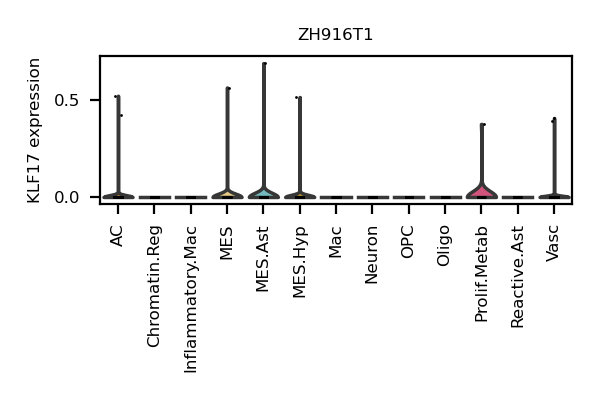 ZH916T1
KLF17 expression
0.5
0.0
AC
Chromatin.Reg
Inflammatory.Mac
MES
MES.Ast
MES.Hyp
Mac
Neuron
OPC
Oligo
Prolif.Metab
Reactive.Ast
Vasc